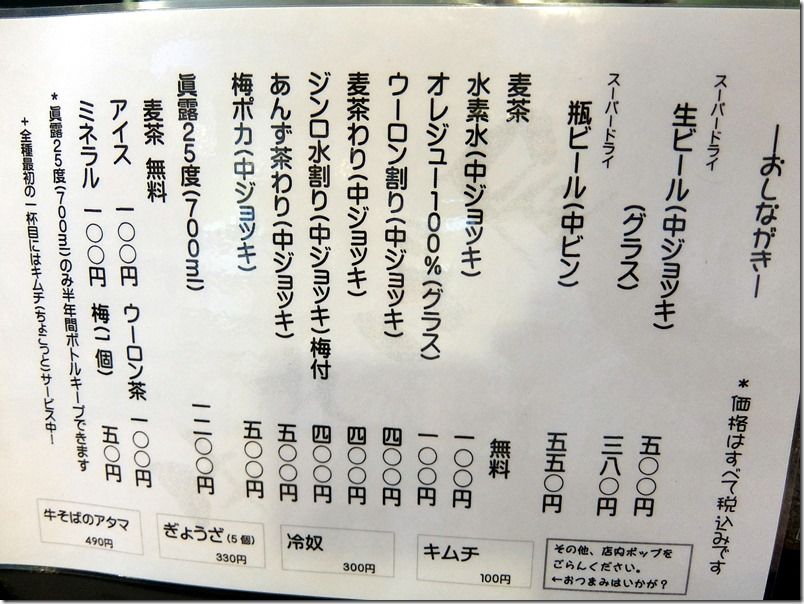 ーおしながきー
*価格はすべて税込みです
スーパードライ
生ビール(中ジョッキ) 五〇〇円
(グラス) 三八〇円
スーパードライ
瓶ビール(中ビン) 五五〇円
麦茶 無料
水素水(中ジョッキ) 一〇〇円
オレジュー100%(グラス) 一〇〇円
ウーロン割り(中ジョッキ) 四〇〇円
麦茶わり(中ジョッキ) 四〇〇円
ジンロ水割り(中ジョッキ)梅付 四〇〇円
あんず茶わり(中ジョッキ) 五〇〇円
梅ポカ(中ジョッキ) 五〇〇円
眞露25度(700㎖) 一二〇〇円
麦茶 無料
アイス 一〇〇円 ウーロン茶 一〇〇円
ミネラル 一〇〇円 梅(1個) 五〇円
*眞露25度(700㎖)のみ半年間ボトルキープできます
+全種最初の一杯目にはキムチ(ちょこっと)サービス中!
牛そばのアタマ
490円
ぎょうざ(5個)
330円
冷奴
300円
キムチ
100円
その他、店内ポップを
ごらんください。
←おつまみはいかが?